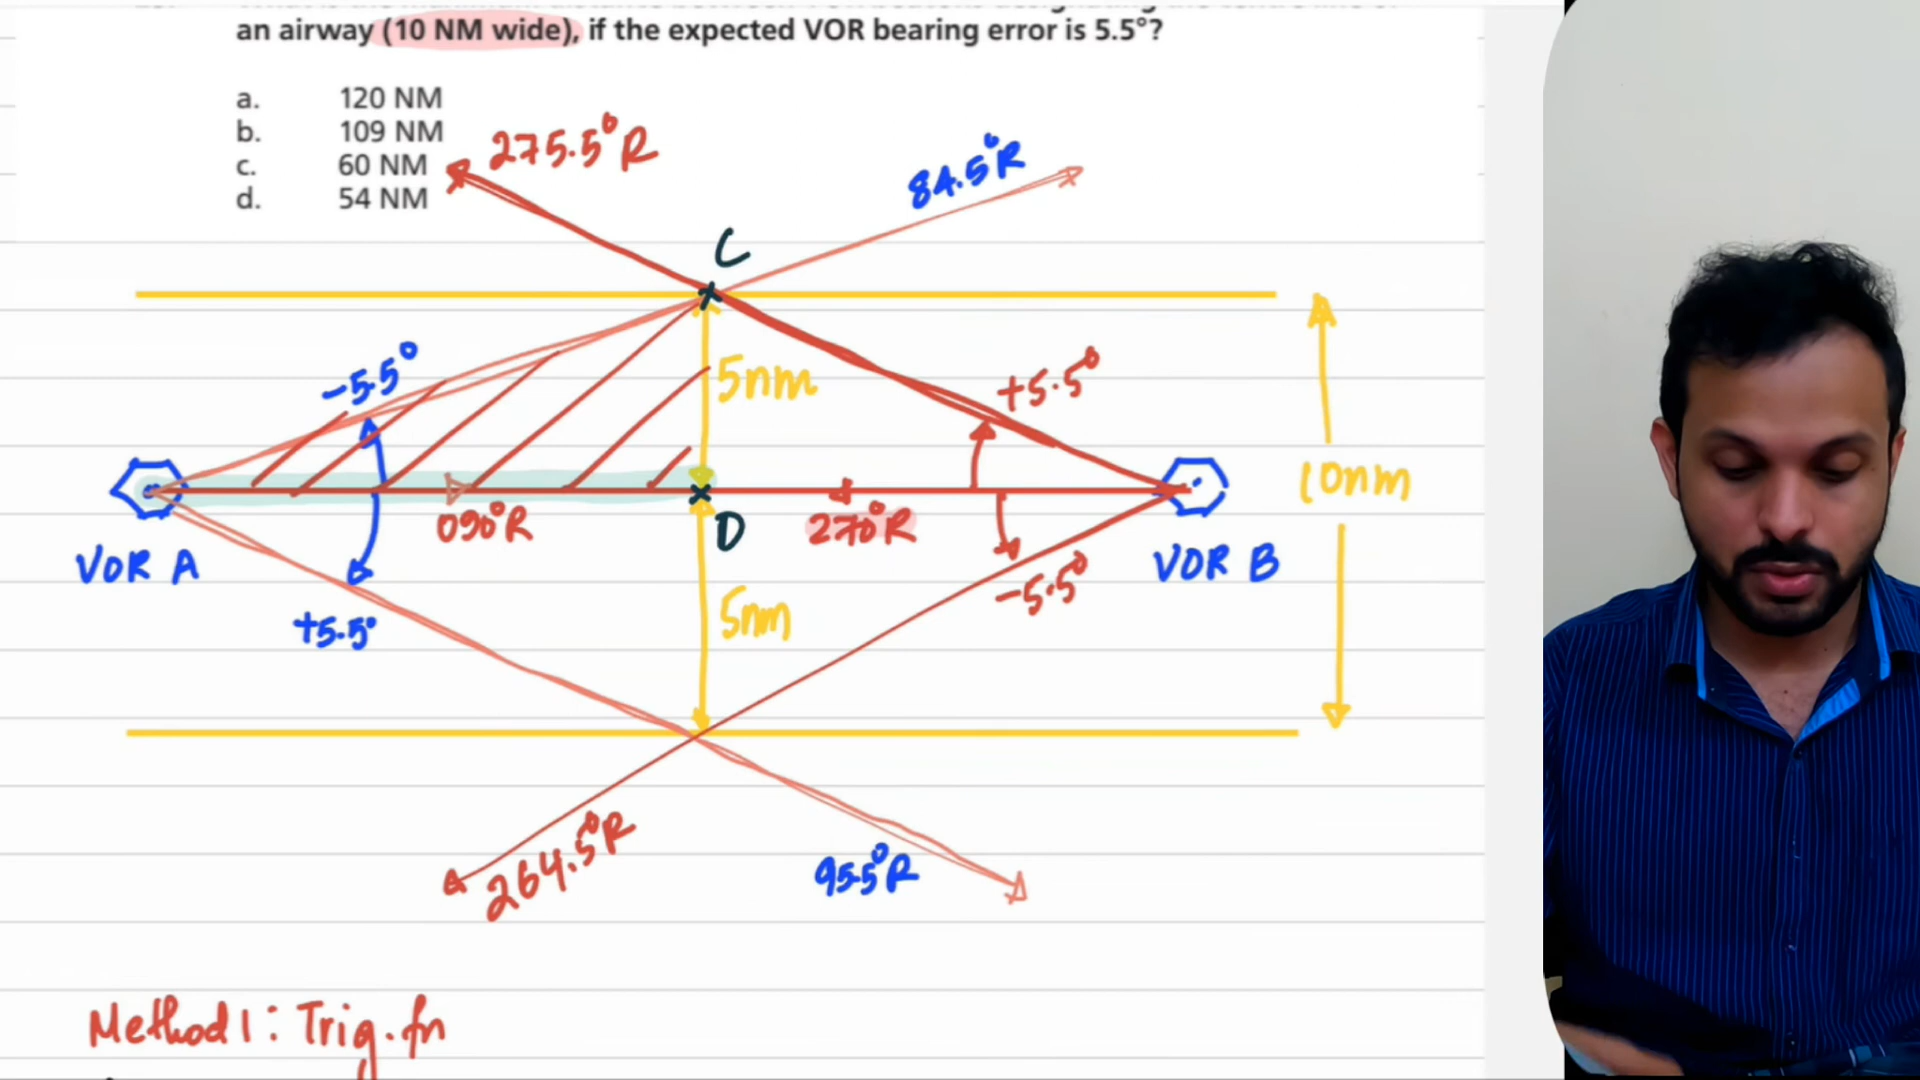 an airway (10 NM wide), if the expected VOR bearing error is 5.5°?
a. 120 NM
b. 109 NM
c. 60 NM
d. 54 NM
275.5°R
84.5°R
C
-5.5°
5nm
+5.5°
10nm
090°R
D
270°R
VOR A
VOR B
-5.5°
+5.5°
5nm
264.5°R
95.5°R
Method 1: Trig. fn